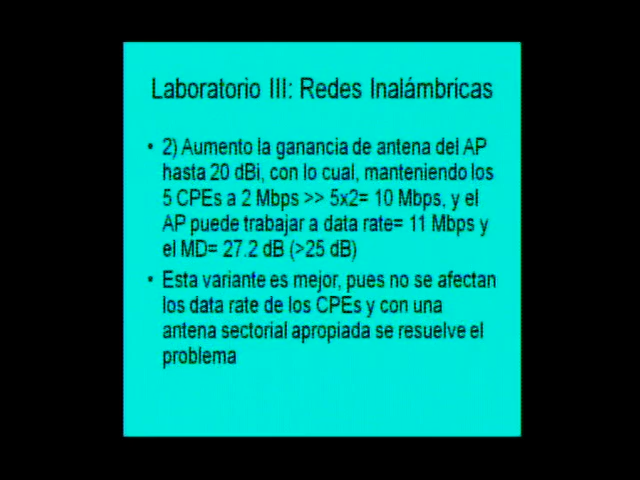 Laboratorio III: Redes Inalámbricas
• 2) Aumento la ganancia de antena del AP
hasta 20 dBi, con lo cual, manteniendo los
5 CPEs a 2 Mbps >> 5x2= 10 Mbps, y el
AP puede trabajar a data rate= 11 Mbps y
el MD= 27.2 dB (>25 dB)
• Esta variante es mejor, pues no se afectan
los data rate de los CPEs y con una
antena sectorial apropiada se resuelve el
problema